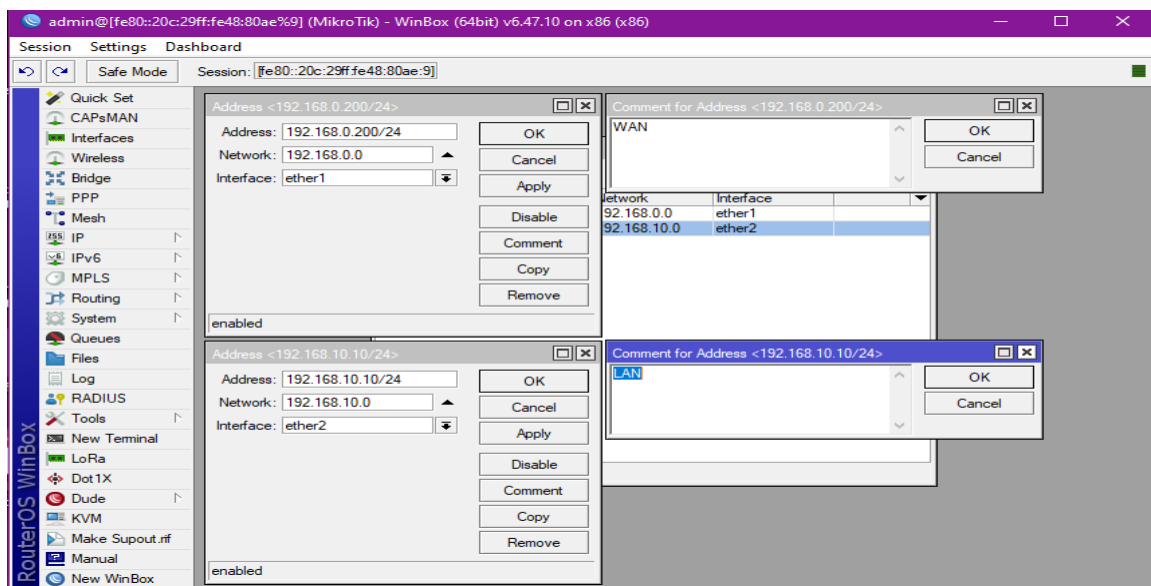 admin@[fe80::20c:29ff:fe48:80ae%9] (MikroTik) - WinBox (64bit) v6.47.10 on x86 (x86)
Session Settings Dashboard
Safe Mode Session: [fe80::20c:29ff:fe48:80ae:9]
RouterOS WinBox
Quick Set
CAPsMAN
Interfaces
Wireless
Bridge
PPP
Mesh
IP
IPv6
MPLS
Routing
System
Queues
Files
Log
RADIUS
Tools
New Terminal
LoRa
Dot1X
Dude
KVM
Make Supout.rif
Manual
New WinBox
Address <192.168.0.200/24>
Address: 192.168.0.200/24
Network: 192.168.0.0
Interface: ether1
OK
Cancel
Apply
Disable
Comment
Copy
Remove
enabled
Comment for Address <192.168.0.200/24>
WAN
OK
Cancel
Network Interface
92.168.0.0 ether1
92.168.10.0 ether2
Address <192.168.10.10/24>
Address: 192.168.10.10/24
Network: 192.168.10.0
Interface: ether2
OK
Cancel
Apply
Disable
Comment
Copy
Remove
enabled
Comment for Address <192.168.10.10/24>
LAN
OK
Cancel